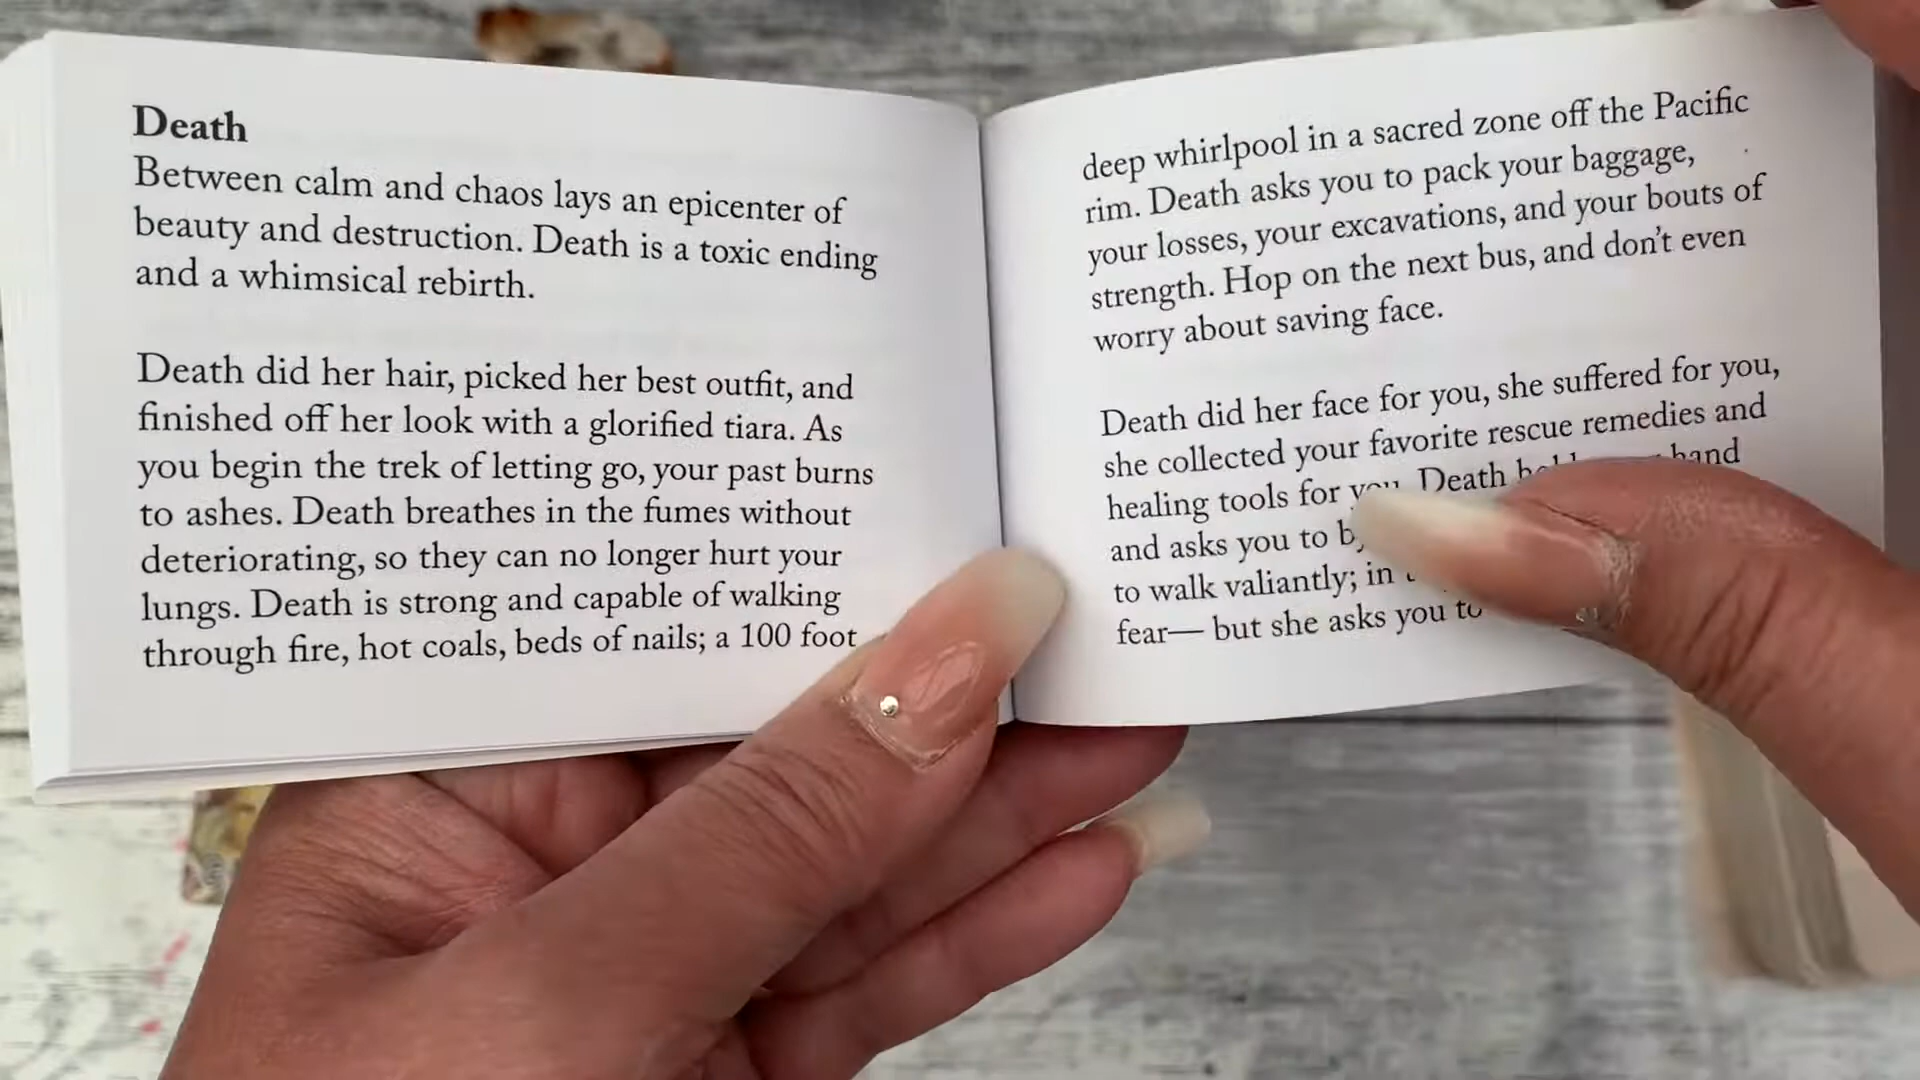 Death
Between calm and chaos lays an epicenter of
beauty and destruction. Death is a toxic ending
and a whimsical rebirth.
Death did her hair, picked her best outfit, and
finished off her look with a glorified tiara. As
you begin the trek of letting go, your past burns
to ashes. Death breathes in the fumes without
deteriorating, so they can no longer hurt your
lungs. Death is strong and capable of walking
through fire, hot coals, beds of nails; a 100 foot
deep whirlpool in a sacred zone off the Pacific
rim. Death asks you to pack your baggage,
your losses, your excavations, and your bouts of
strength. Hop on the next bus, and don't even
worry about saving face.
Death did her face for you, she suffered for you,
she collected your favorite rescue remedies and
healing tools for you. Death hand
and asks you to
to walk valiantly; in
fear— but she asks you to